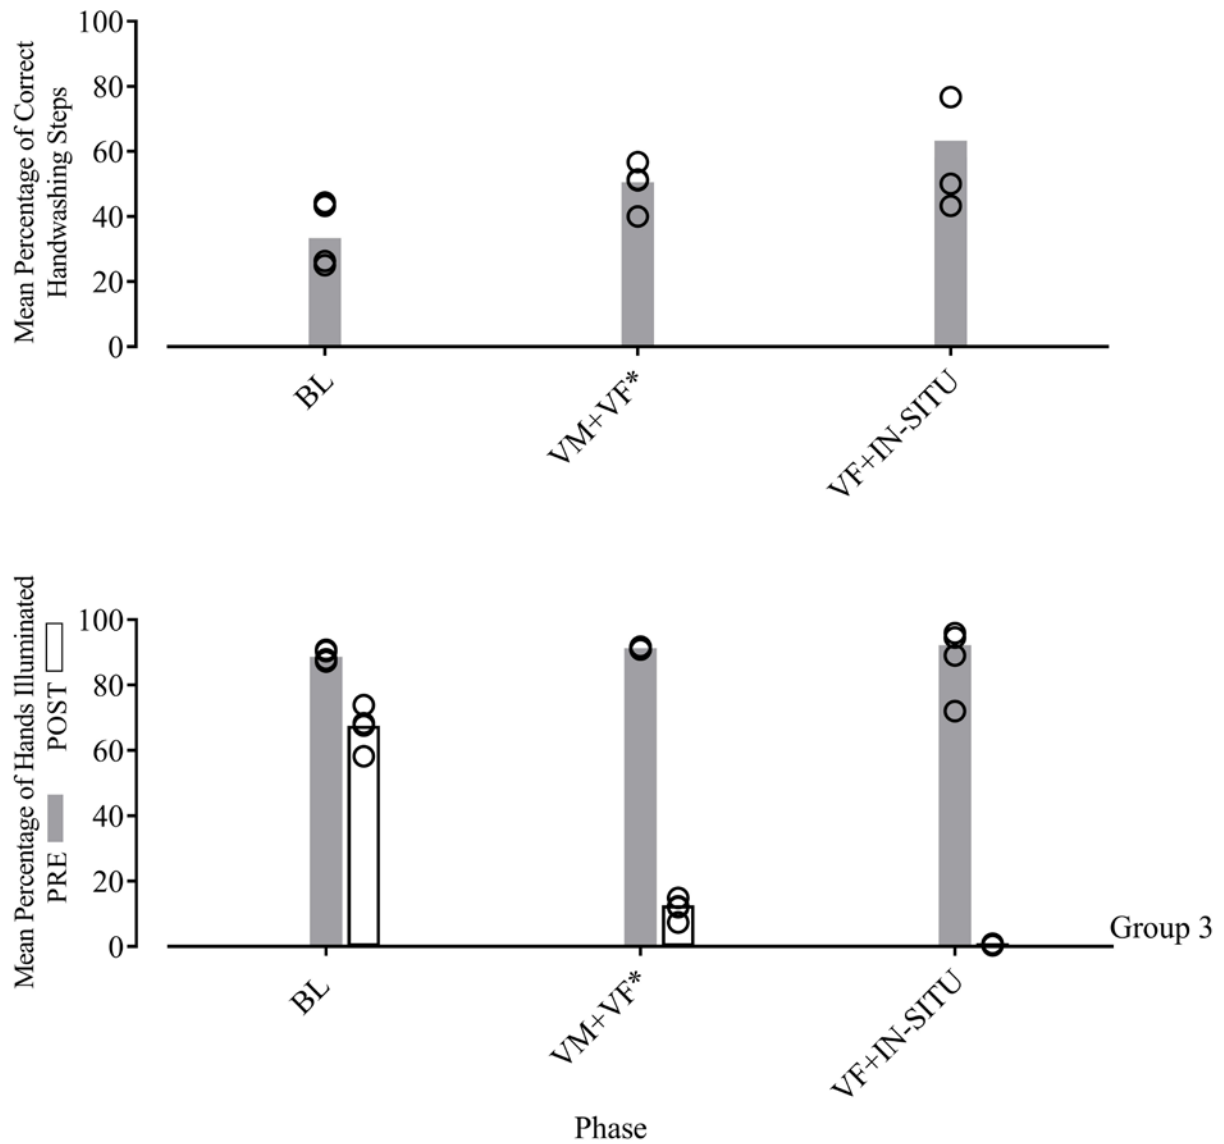 Mean Percentage of Correct
Handwashing Steps
100
80
60
40
20
0
BL
VM+VF*
VF+IN-SITU
Mean Percentage of Hands Illuminated
PRE POST
100
80
60
40
20
0
Group 3
BL
VM+VF*
VF+IN-SITU
Phase